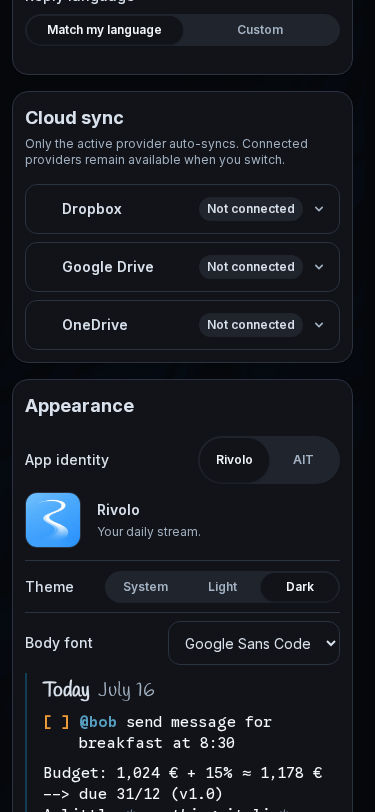 Reply language
Match my language Custom
Cloud sync
Only the active provider auto-syncs. Connected
providers remain available when you switch.
Dropbox Not connected
Google Drive Not connected
OneDrive Not connected
Appearance
App identity Rivolo AIT
Rivolo
Your daily stream.
Theme System Light Dark
Body font Google Sans Code
Today July 16
[ ] @bob send message for
breakfast at 8:30
Budget: 1,024 € + 15% ≈ 1,178 €
—-> due 31/12 (v1.0)